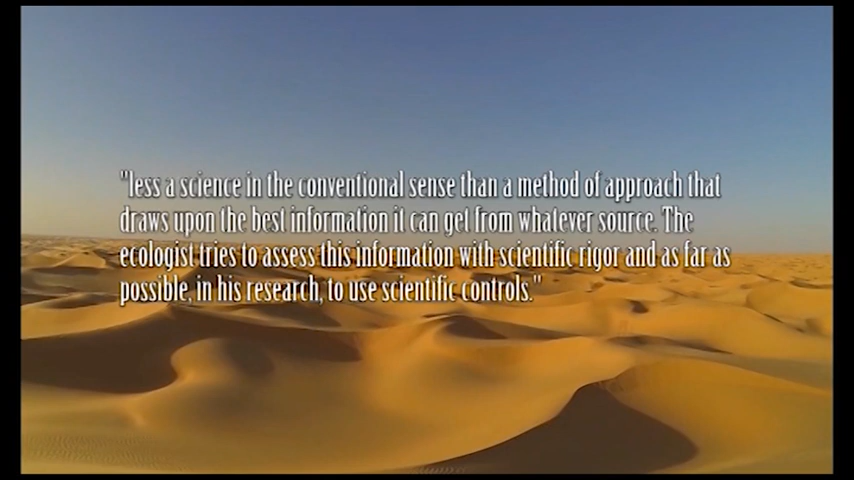 "less a science in the conventional sense than a method of approach that
draws upon the best information it can get from whatever source. The
ecologist tries to assess this information with scientific rigor and as far as
possible, in his research, to use scientific controls."